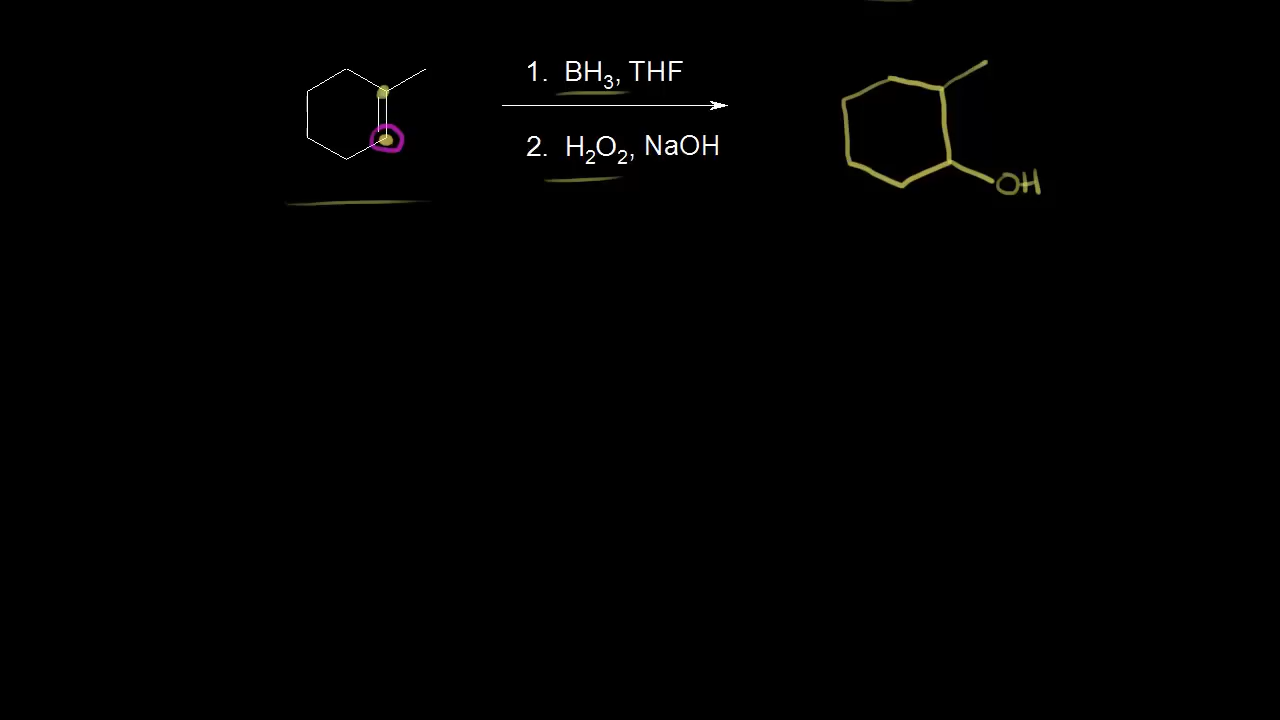 1. BH₃, THF
2. H₂O₂, NaOH
OH